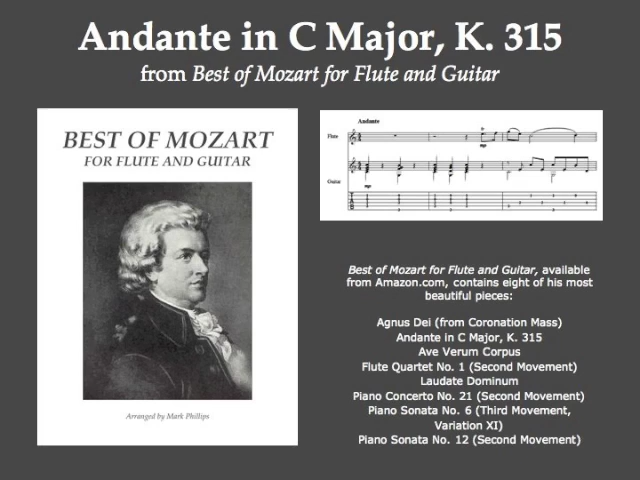 Andante in C Major, K. 315
from Best of Mozart for Flute and Guitar
BEST OF MOZART
FOR FLUTE AND GUITAR
Arranged by Mark Phillips
Andante
Flute
mp
Guitar
mp
Best of Mozart for Flute and Guitar, available
from Amazon.com, contains eight of his most
beautiful pieces:
Agnus Dei (from Coronation Mass)
Andante in C Major, K. 315
Ave Verum Corpus
Flute Quartet No. 1 (Second Movement)
Laudate Dominum
Piano Concerto No. 21 (Second Movement)
Piano Sonata No. 6 (Third Movement,
Variation XI)
Piano Sonata No. 12 (Second Movement)